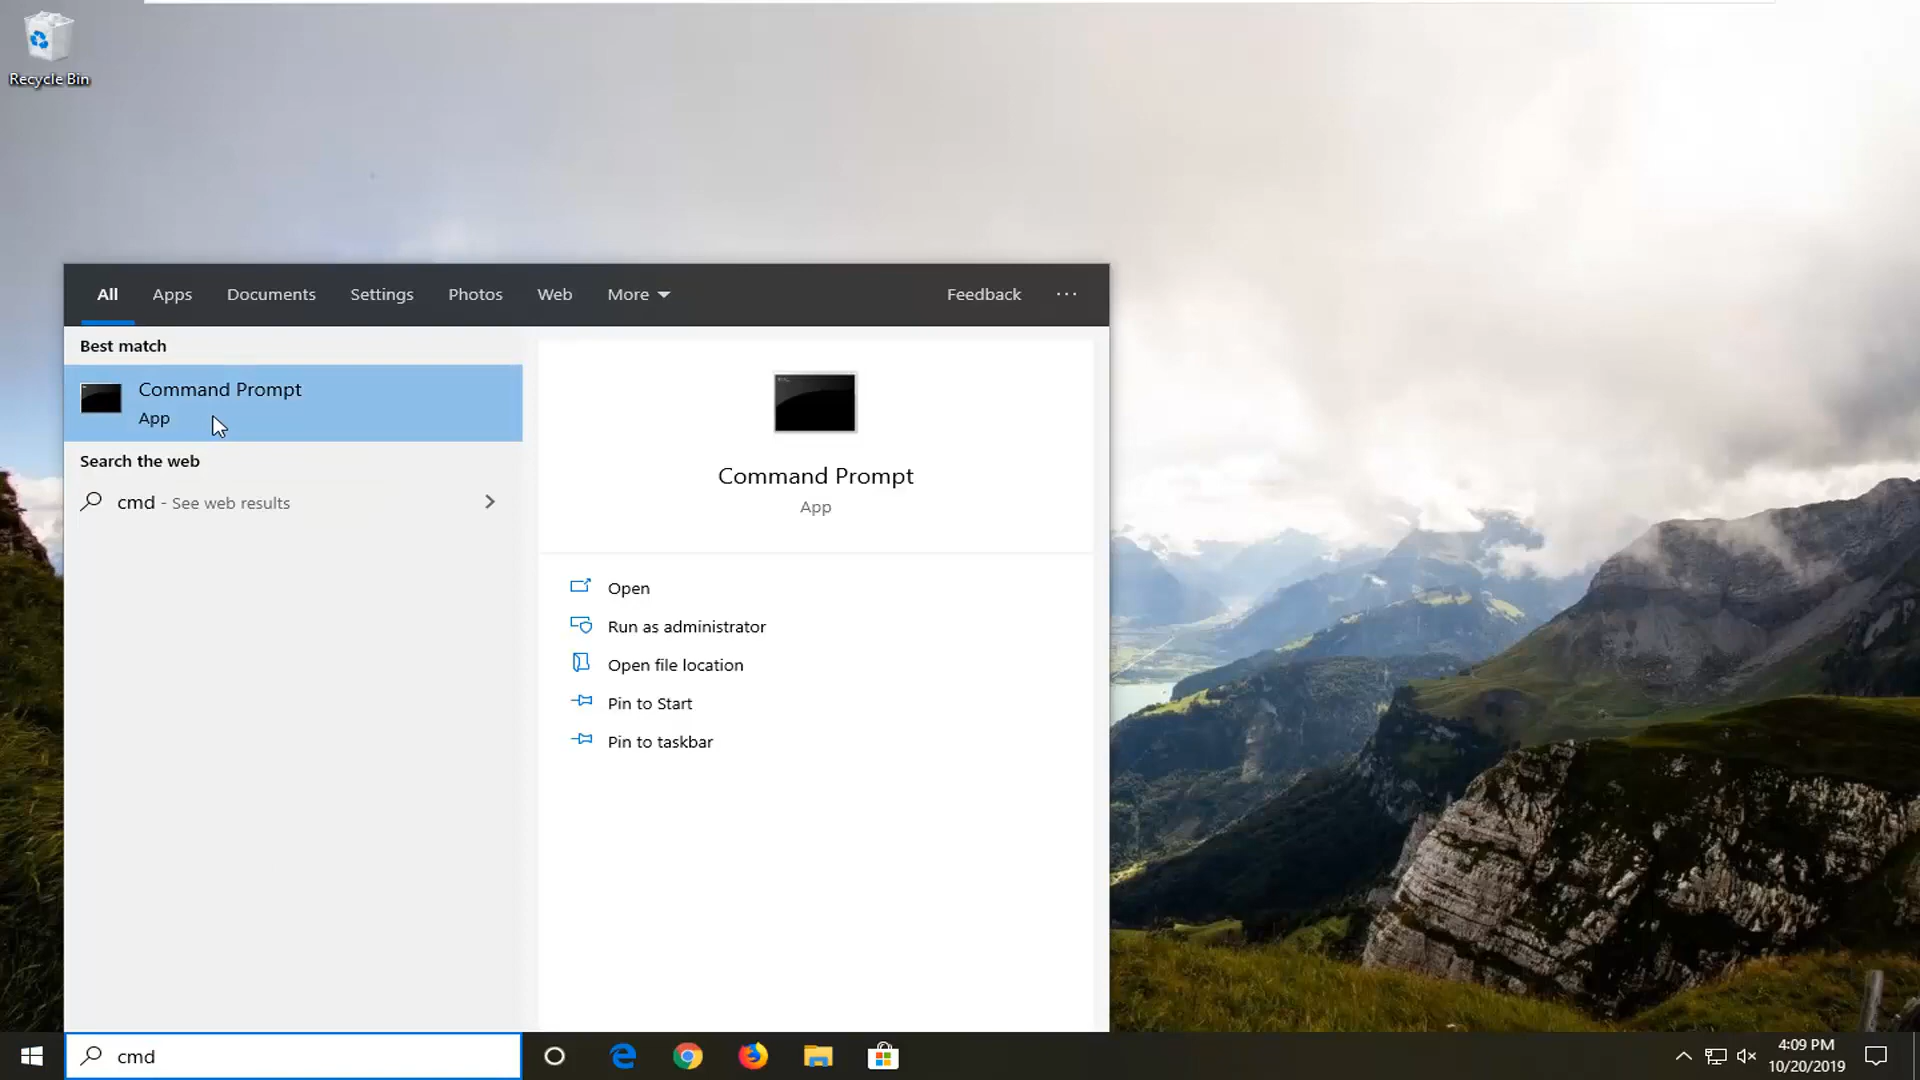 Recycle Bin
All Apps Documents Settings Photos Web More Feedback ...
Best match
Command Prompt
App
Search the web
cmd - See web results
Command Prompt
App
Open
Run as administrator
Open file location
Pin to Start
Pin to taskbar
cmd
4:09 PM
10/20/2019